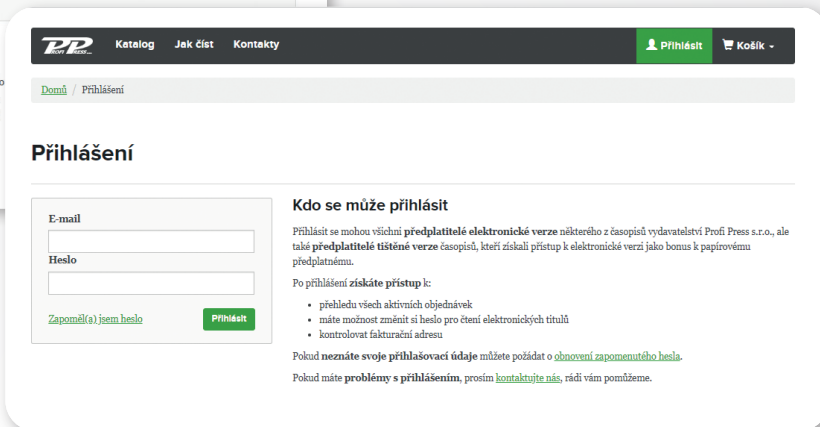 PP
Katalog Jak číst Kontakty Přihlásit Košík
Domů / Přihlášení
Přihlášení
E-mail
Heslo
Zapoměl(a) jsem heslo Přihlásit
Kdo se může přihlásit
Přihlásit se mohou všichni předplatitelé elektronické verze některého z časopisů vydavatelství Profi Press s.r.o., ale
také předplatitelé tištěné verze časopisů, kteří získali přístup k elektronické verzi jako bonus k papírovému
předplatnému.
Po přihlášení získáte přístup k:
• přehledu všech aktivních objednávek
• máte možnost změnit si heslo pro čtení elektronických titulů
• kontrolovat fakturační adresu
Pokud neznáte svoje přihlašovací údaje můžete požádat o obnovení zapomenutého hesla.
Pokud máte problémy s přihlášením, prosím kontaktujte nás, rádi vám pomůžeme.